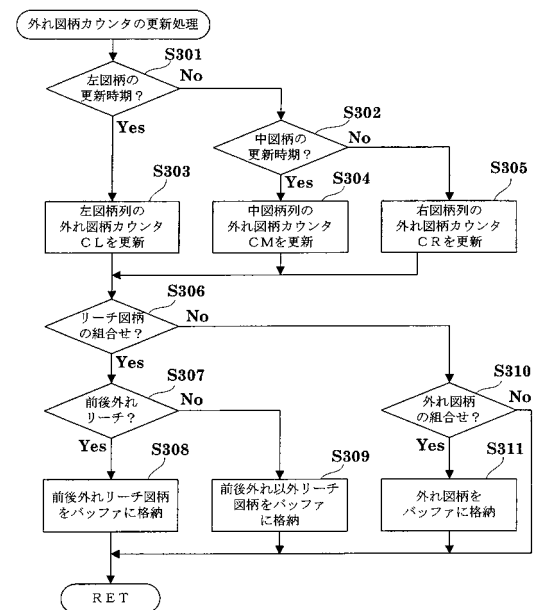 外れ図柄カウンタの更新処理
S301
左図柄の
更新時期？
No
Yes
S302
中図柄の
更新時期？
No
Yes
S303
左図柄列の
外れ図柄カウンタ
ＣＬを更新
S304
中図柄列の
外れ図柄カウンタ
ＣＭを更新
S305
右図柄列の
外れ図柄カウンタ
ＣＲを更新
S306
リーチ図柄
の組合せ？
No
Yes
S307
前後外れ
リーチ？
No
Yes
S310
外れ図柄
の組合せ？
No
Yes
S308
前後外れリーチ図柄
をバッファに格納
S309
前後外れ以外リーチ
図柄をバッファ
に格納
S311
外れ図柄を
バッファに格納
ＲＥＴ